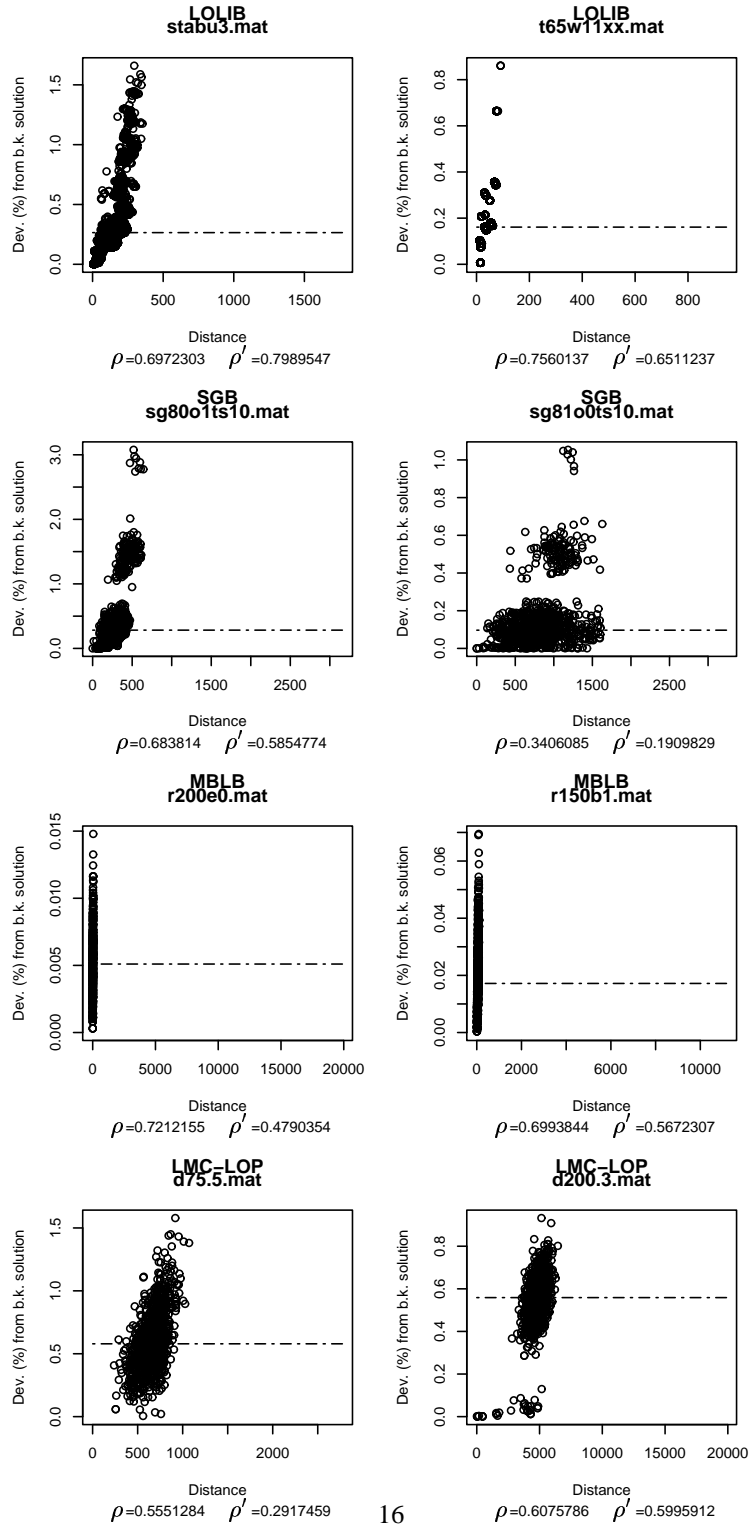 LOLIB
stabu3.mat
Dev. (%) from b.k. solution
0.0 0.5 1.0 1.5
0 500 1000 1500
Distance
ρ=0.6972303 ρ′=0.7989547
LOLIB
t65w11xx.mat
Dev. (%) from b.k. solution
0.0 0.2 0.4 0.6 0.8
0 200 400 600 800
Distance
ρ=0.7560137 ρ′=0.6511237
SGB
sg80o1ts10.mat
Dev. (%) from b.k. solution
0.0 1.0 2.0 3.0
0 500 1500 2500
Distance
ρ=0.683814 ρ′=0.5854774
SGB
sg81o0ts10.mat
Dev. (%) from b.k. solution
0.0 0.2 0.4 0.6 0.8 1.0
0 500 1500 2500
Distance
ρ=0.3406085 ρ′=0.1909829
MBLB
r200e0.mat
Dev. (%) from b.k. solution
0.000 0.005 0.010 0.015
0 5000 10000 15000 20000
Distance
ρ=0.7212155 ρ′=0.4790354
MBLB
r150b1.mat
Dev. (%) from b.k. solution
0.00 0.02 0.04 0.06
0 2000 6000 10000
Distance
ρ=0.6993844 ρ′=0.5672307
LMC−LOP
d75.5.mat
Dev. (%) from b.k. solution
0.0 0.5 1.0 1.5
0 500 1000 2000
Distance
ρ=0.5551284 ρ′=0.2917459
LMC−LOP
d200.3.mat
Dev. (%) from b.k. solution
0.0 0.2 0.4 0.6 0.8
0 5000 10000 15000 20000
Distance
ρ=0.6075786 ρ′=0.5995912
16